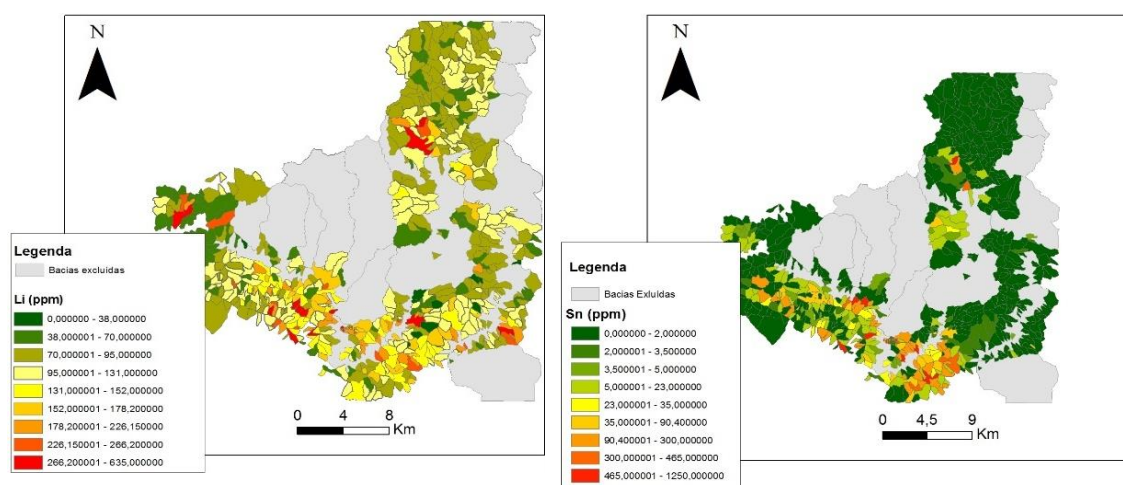 N
Legenda
Bacias excluídas
Li (ppm)
0,000000 - 38,000000
38,000001 - 70,000000
70,000001 - 95,000000
95,000001 - 131,000000
131,000001 - 152,000000
152,000001 - 178,200000
178,200001 - 226,150000
226,150001 - 266,200000
266,200001 - 635,000000
0 4 8
Km
N
Legenda
Bacias Exluídas
Sn (ppm)
0,000000 - 2,000000
2,000001 - 3,500000
3,500001 - 5,000000
5,000001 - 23,000000
23,000001 - 35,000000
35,000001 - 90,400000
90,400001 - 300,000000
300,000001 - 465,000000
465,000001 - 1250,000000
0 4,5 9
Km